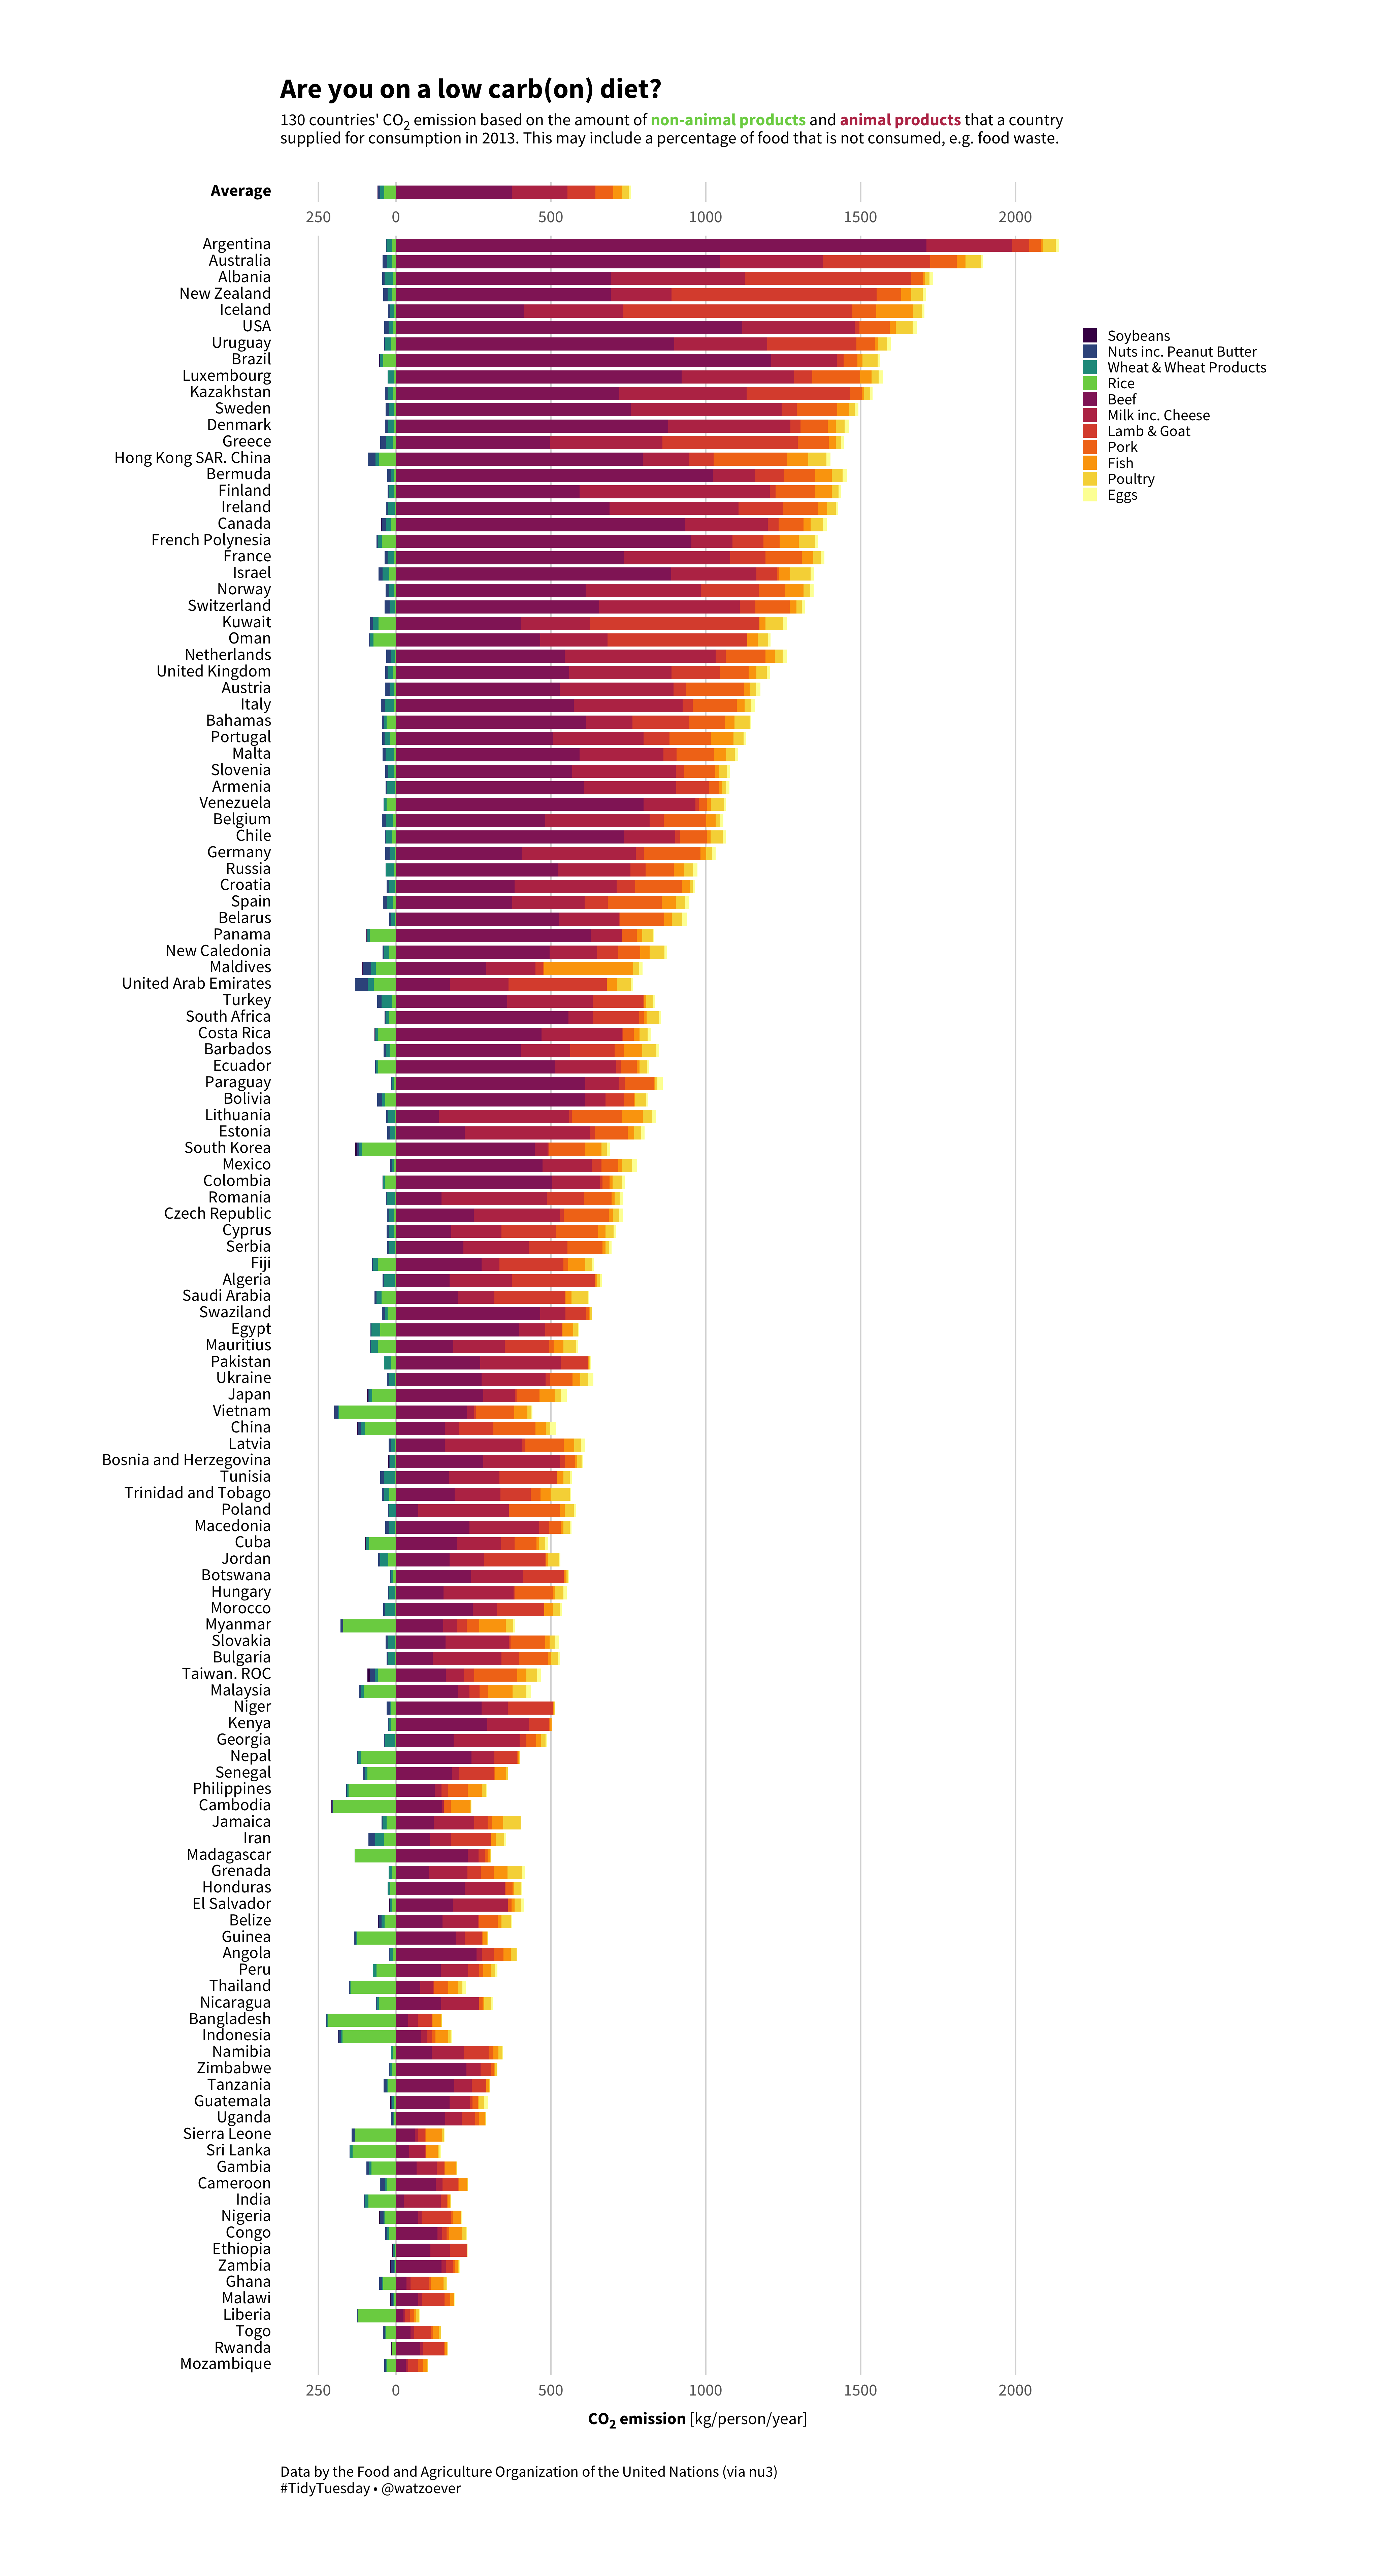 Are you on a low carb(on) diet?
130 countries' CO2 emission based on the amount of non-animal products and animal products that a country
supplied for consumption in 2013. This may include a percentage of food that is not consumed, e.g. food waste.
Average
250 0 500 1000 1500 2000
Argentina
Australia
Albania
New Zealand
Iceland
USA
Uruguay
Brazil
Luxembourg
Kazakhstan
Sweden
Denmark
Greece
Hong Kong SAR. China
Bermuda
Finland
Ireland
Canada
French Polynesia
France
Israel
Norway
Switzerland
Kuwait
Oman
Netherlands
United Kingdom
Austria
Italy
Bahamas
Portugal
Malta
Slovenia
Armenia
Venezuela
Belgium
Chile
Germany
Russia
Croatia
Spain
Belarus
Panama
New Caledonia
Maldives
United Arab Emirates
Turkey
South Africa
Costa Rica
Barbados
Ecuador
Paraguay
Bolivia
Lithuania
Estonia
South Korea
Mexico
Colombia
Romania
Czech Republic
Cyprus
Serbia
Fiji
Algeria
Saudi Arabia
Swaziland
Egypt
Mauritius
Pakistan
Ukraine
Japan
Vietnam
China
Latvia
Bosnia and Herzegovina
Tunisia
Trinidad and Tobago
Poland
Macedonia
Cuba
Jordan
Botswana
Hungary
Morocco
Myanmar
Slovakia
Bulgaria
Taiwan. ROC
Malaysia
Niger
Kenya
Georgia
Nepal
Senegal
Philippines
Cambodia
Jamaica
Iran
Madagascar
Grenada
Honduras
El Salvador
Belize
Guinea
Angola
Peru
Thailand
Nicaragua
Bangladesh
Indonesia
Namibia
Zimbabwe
Tanzania
Guatemala
Uganda
Sierra Leone
Sri Lanka
Gambia
Cameroon
India
Nigeria
Congo
Ethiopia
Zambia
Ghana
Malawi
Liberia
Togo
Rwanda
Mozambique
Soybeans
Nuts inc. Peanut Butter
Wheat & Wheat Products
Rice
Beef
Milk inc. Cheese
Lamb & Goat
Pork
Fish
Poultry
Eggs
250 0 500 1000 1500 2000
CO2 emission [kg/person/year]
Data by the Food and Agriculture Organization of the United Nations (via nu3)
#TidyTuesday • @watzoever